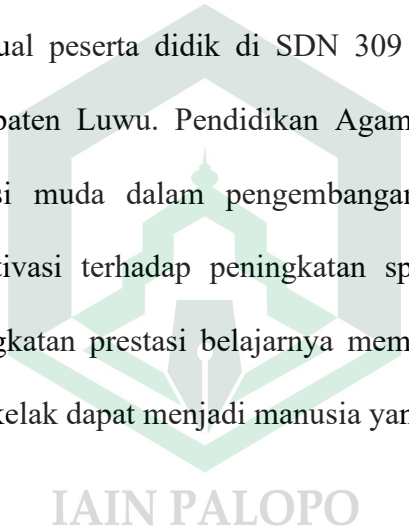 ual peserta didik di SDN 309
paten Luwu. Pendidikan Agam
si muda dalam pengembangan
tivasi terhadap peningkatan sp
gkatan prestasi belajarnya mem
kelak dapat menjadi manusia yan
IAIN PALOPO